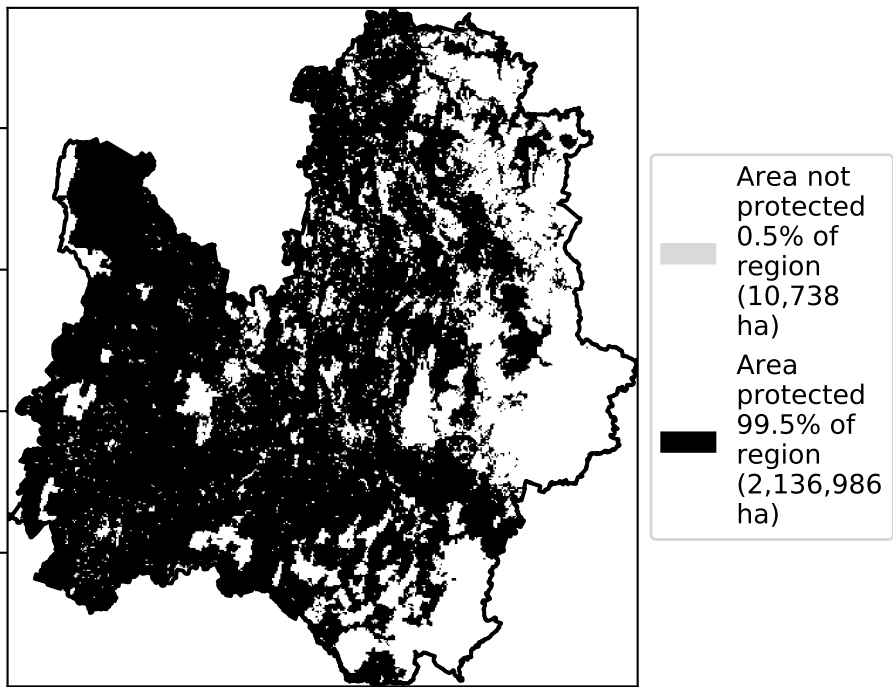 Area not
protected
0.5% of
region
(10,738
ha)
Area
protected
99.5% of
region
(2,136,986
ha)